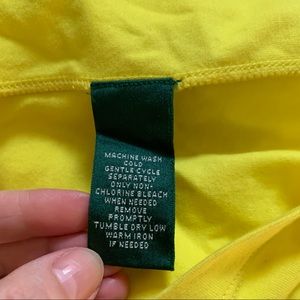 MACHINE WASH
COLD
GENTLE CYCLE
SEPARATELY
ONLY NON-
CHLORINE BLEACH
WHEN NEEDED
REMOVE
PROMPTLY
TUMBLE DRY LOW
WARM IRON
IF NEEDED